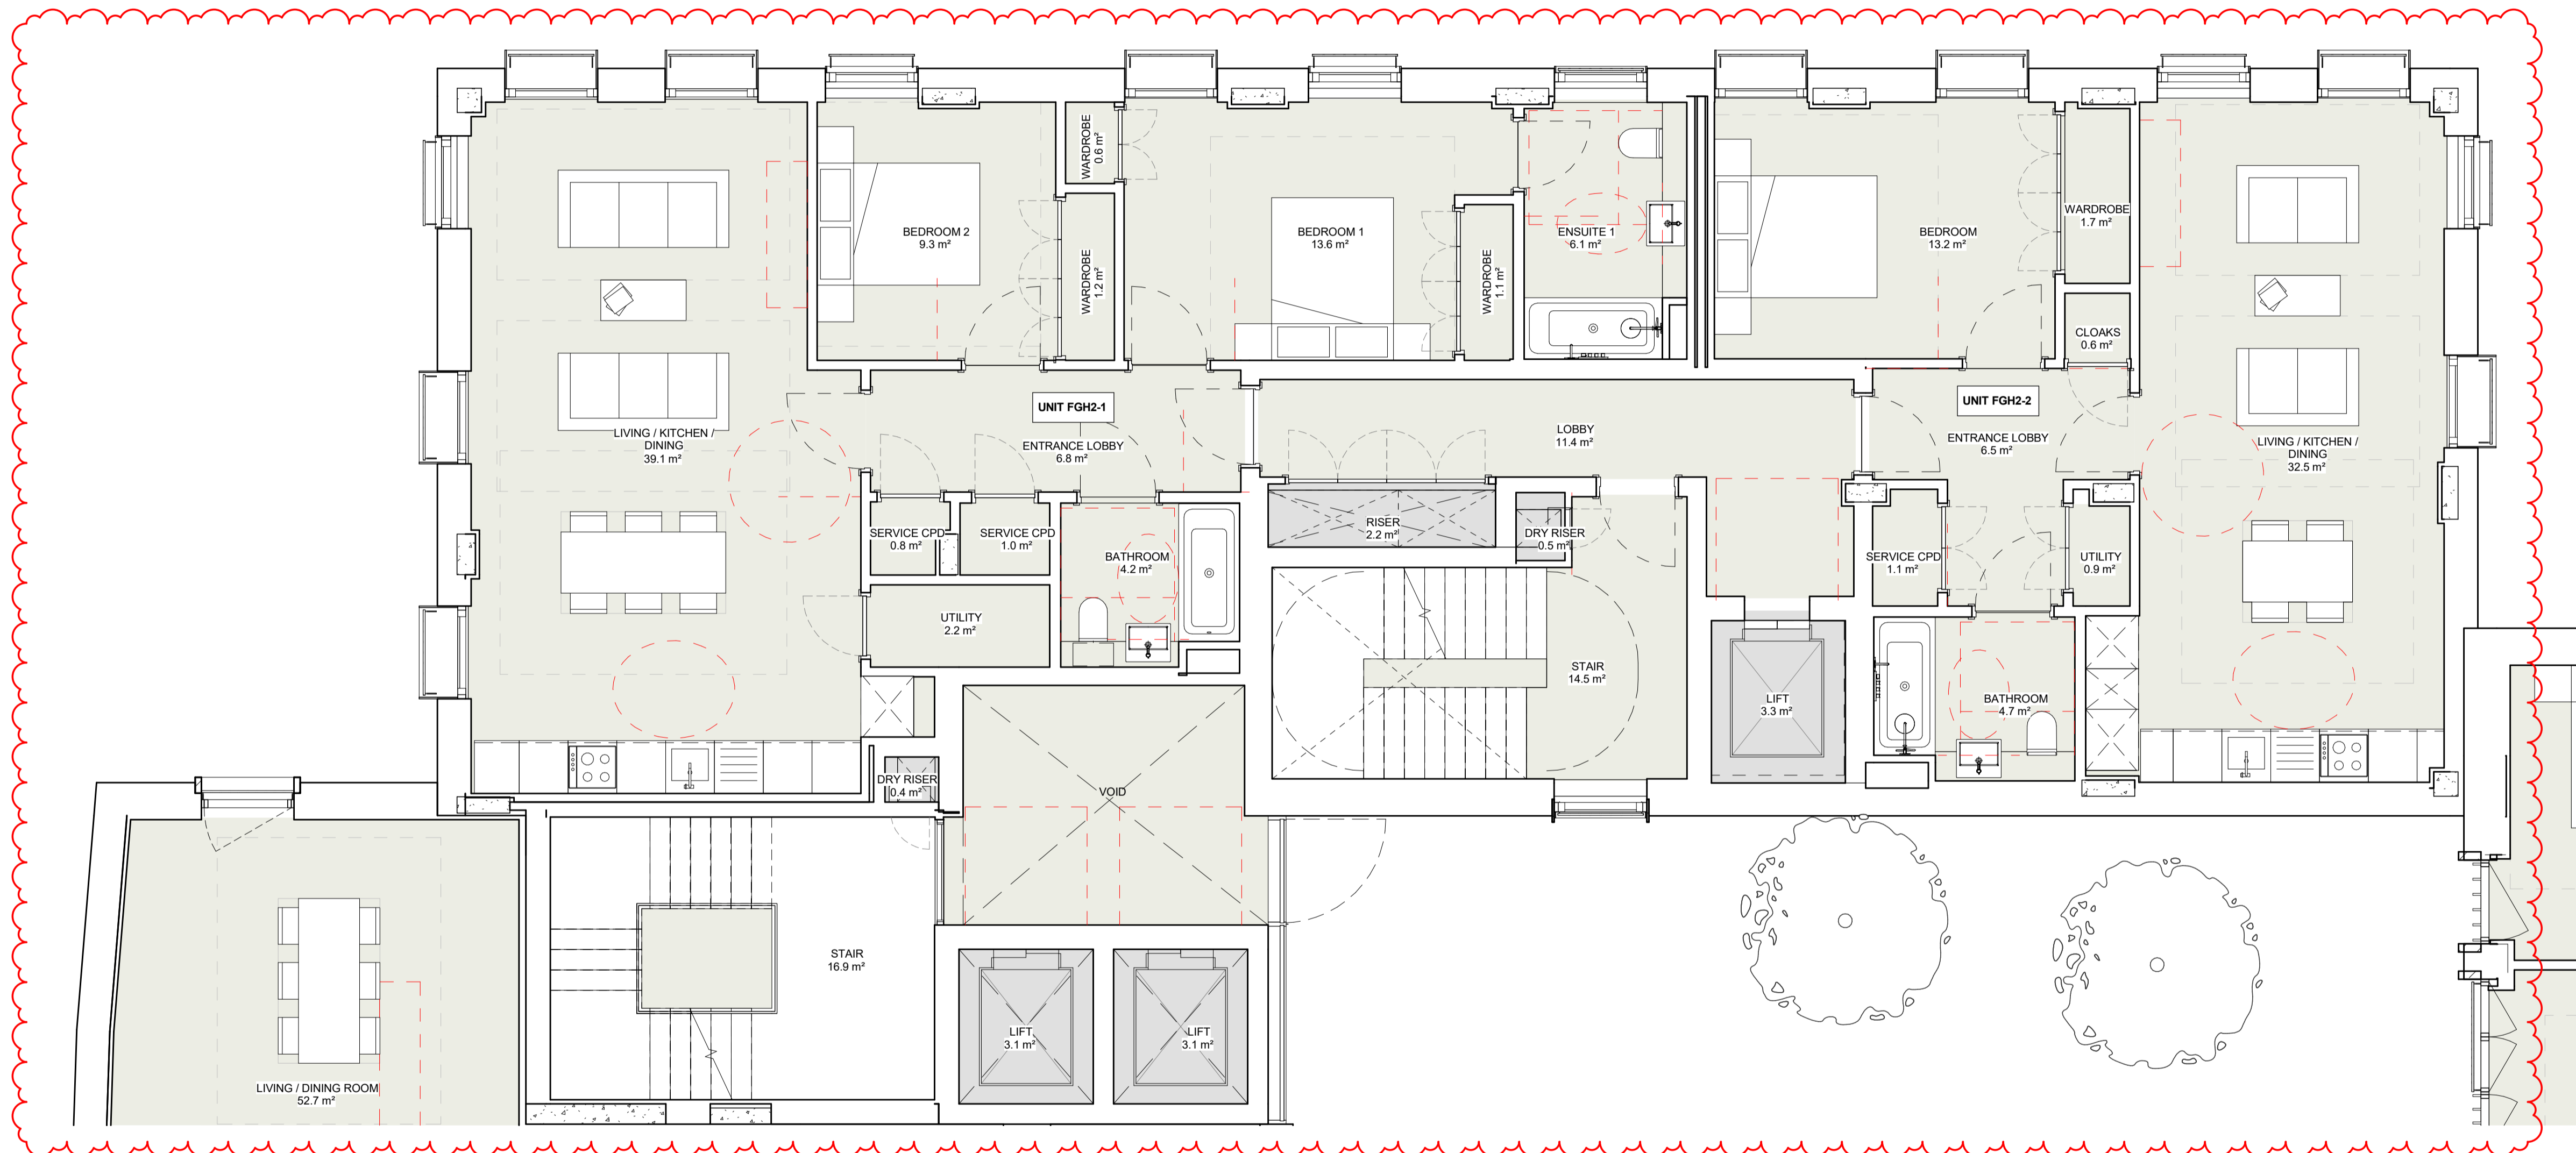 WARDROBE
0.6 m²
BEDROOM 2
9.3 m²
WARDROBE
1.2 m²
BEDROOM 1
13.6 m²
WARDROBE
1.1 m²
ENSUITE 1
6.1 m²
BEDROOM
13.2 m²
WARDROBE
1.7 m²
CLOAKS
0.6 m²
UNIT FGH2-1
UNIT FGH2-2
LIVING / KITCHEN /
DINING
39.1 m²
ENTRANCE LOBBY
6.8 m²
LOBBY
11.4 m²
ENTRANCE LOBBY
6.5 m²
LIVING / KITCHEN /
DINING
32.5 m²
SERVICE CPD
0.8 m²
SERVICE CPD
1.0 m²
BATHROOM
4.2 m²
RISER
2.2 m²
DRY RISER
0.5 m²
SERVICE CPD
1.1 m²
UTILITY
0.9 m²
UTILITY
2.2 m²
STAIR
14.5 m²
LIFT
3.3 m²
BATHROOM
4.7 m²
DRY RISER
0.4 m²
VOID
STAIR
16.9 m²
LIFT
3.1 m²
LIFT
3.1 m²
LIVING / DINING ROOM
52.7 m²